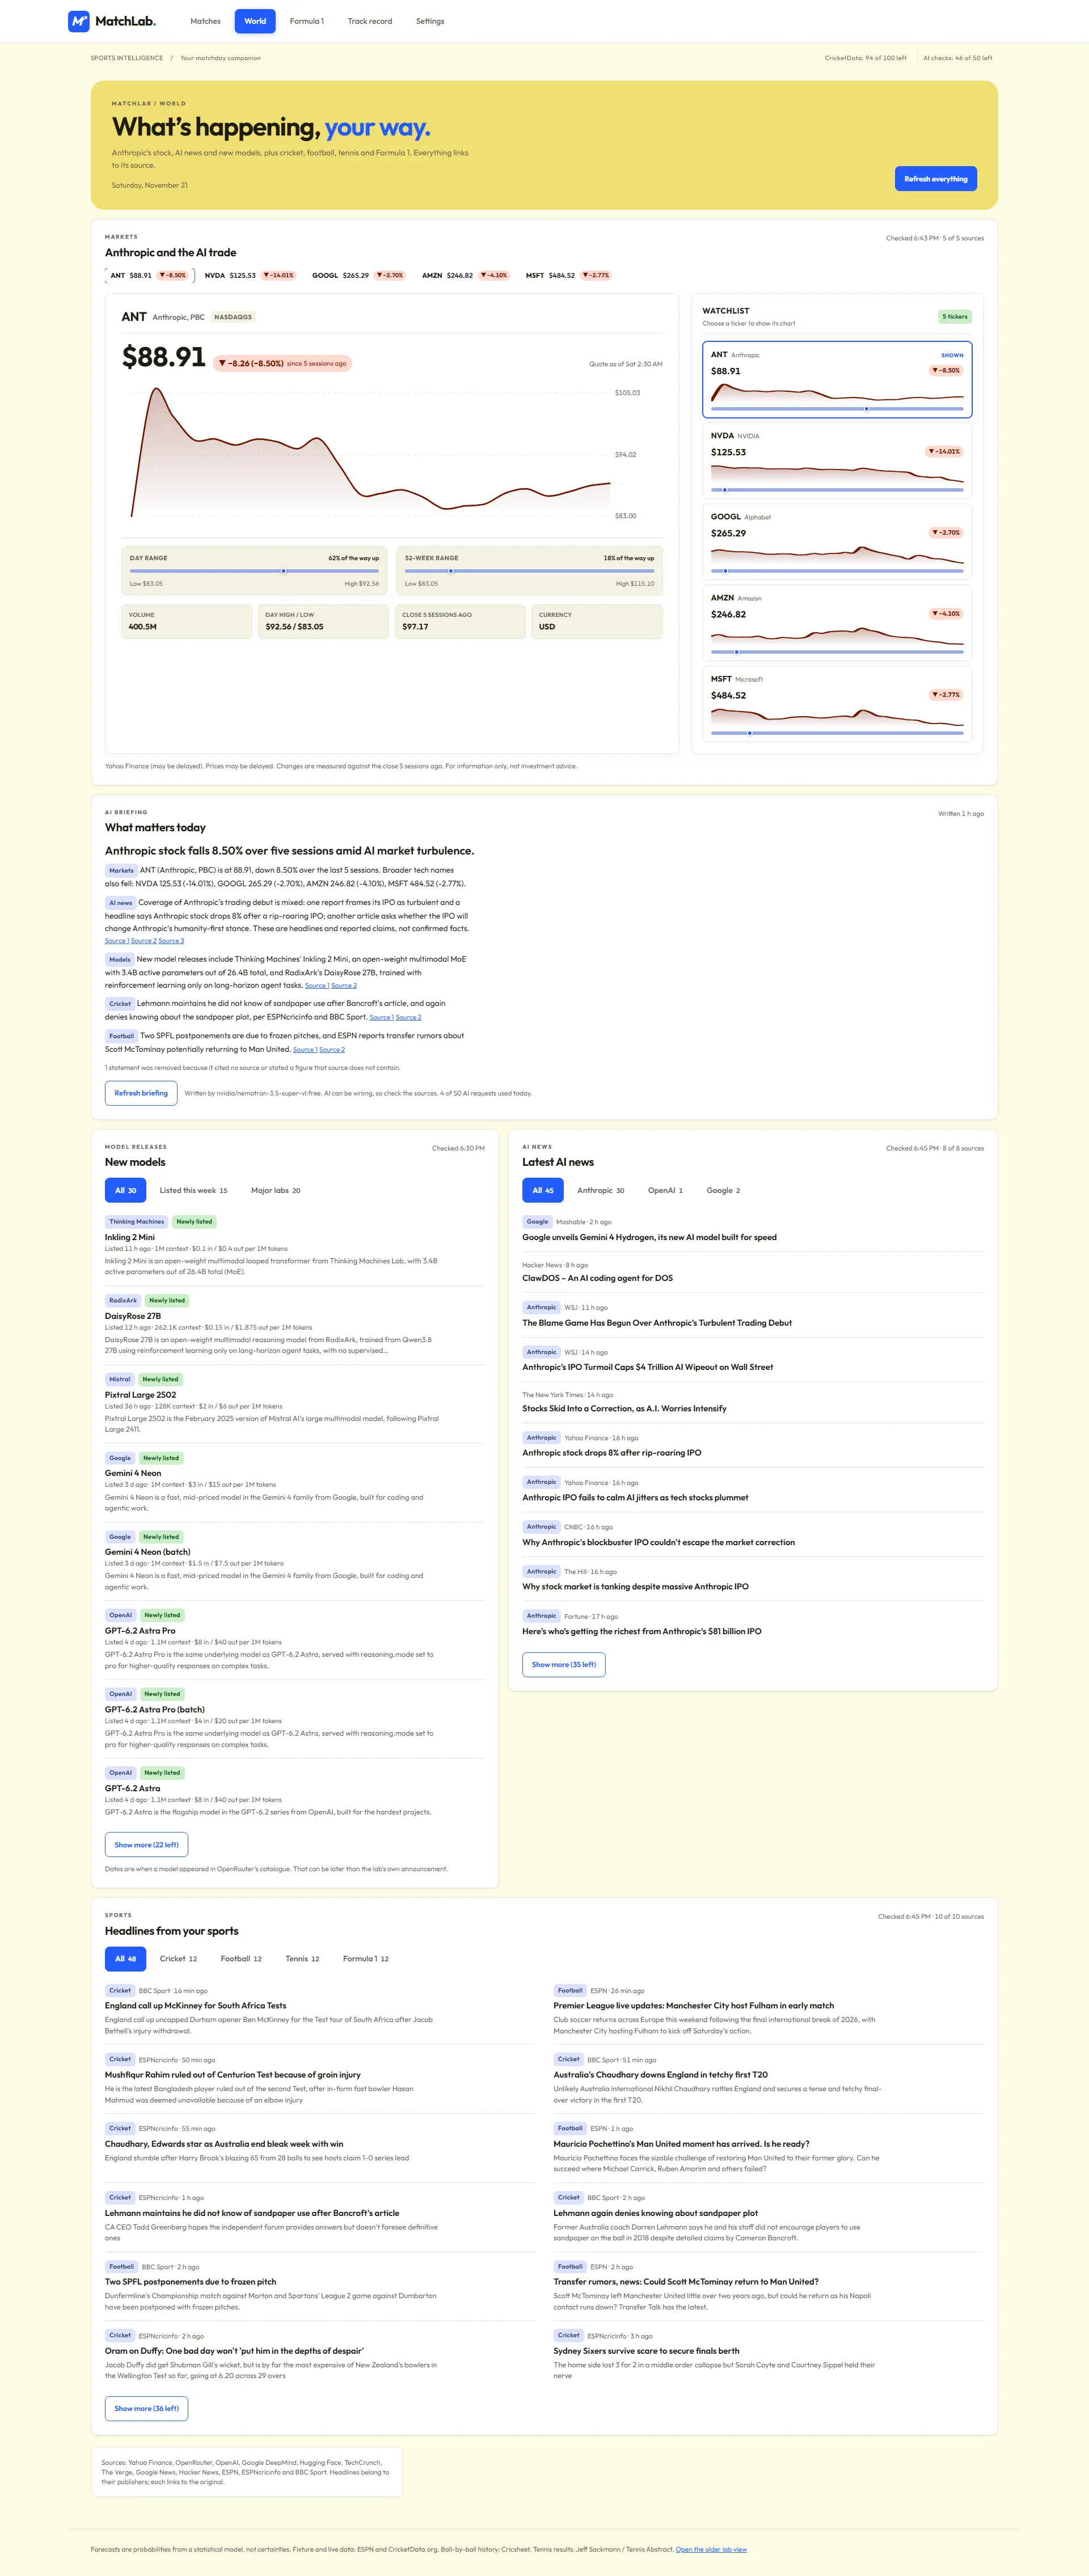 MatchLab.
Matches
World
Formula 1
Track record
Settings
SPORTS INTELLIGENCE / Your matchday companion
CricketData: 94 of 100 left
AI checks: 46 of 50 left
MATCHLAB / WORLD
What's happening, your way.
Anthropic's stock, AI news and new models, plus cricket, football, tennis and Formula 1. Everything links
to its source.
Saturday, November 21
Refresh everything
MARKETS
Anthropic and the AI trade
Checked 6:43 PM · 5 of 5 sources
ANT $88.91 ▼ −8.50% NVDA $125.53 ▼ −14.01% GOOGL $265.29 ▼ −2.70% AMZN $246.82 ▼ −4.10% MSFT $484.52 ▼ −2.77%
ANT Anthropic, PBC NASDAQGS
$88.91 ▼ −8.26 (−8.50%) since 5 sessions ago
Quote as of Sat 2:30 AM
$105.03
$94.02
$83.00
DAY RANGE 62% of the way up
Low $83.05 High $92.56
52-WEEK RANGE 18% of the way up
Low $83.05 High $115.10
VOLUME
400.5M
DAY HIGH / LOW
$92.56 / $83.05
CLOSE 5 SESSIONS AGO
$97.17
CURRENCY
USD
WATCHLIST
Choose a ticker to show its chart
5 tickers
ANT Anthropic SHOWN
$88.91 ▼ −8.50%
NVDA NVIDIA
$125.53 ▼ −14.01%
GOOGL Alphabet
$265.29 ▼ −2.70%
AMZN Amazon
$246.82 ▼ −4.10%
MSFT Microsoft
$484.52 ▼ −2.77%
Yahoo Finance (may be delayed). Prices may be delayed. Changes are measured against the close 5 sessions ago. For information only, not investment advice.
AI BRIEFING
What matters today
Written 1 h ago
Anthropic stock falls 8.50% over five sessions amid AI market turbulence.
Markets ANT (Anthropic, PBC) is at 88.91, down 8.50% over the last 5 sessions. Broader tech names
also fell: NVDA 125.53 (-14.01%), GOOGL 265.29 (-2.70%), AMZN 246.82 (-4.10%), MSFT 484.52 (-2.77%).
AI news Coverage of Anthropic's trading debut is mixed: one report frames its IPO as turbulent and a
headline says Anthropic stock drops 8% after a rip-roaring IPO; another article asks whether the IPO will
change Anthropic's humanity-first stance. These are headlines and reported claims, not confirmed facts.
Source 1 Source 2 Source 3
Models New model releases include Thinking Machines' Inkling 2 Mini, an open-weight multimodal MoE
with 3.4B active parameters out of 26.4B total, and RadixArk's DaisyRose 27B, trained with
reinforcement learning only on long-horizon agent tasks. Source 1 Source 2
Cricket Lehmann maintains he did not know of sandpaper use after Bancroft's article, and again
denies knowing about the sandpaper plot, per ESPNcricinfo and BBC Sport. Source 1 Source 2
Football Two SPFL postponements are due to frozen pitches, and ESPN reports transfer rumors about
Scott McTominay potentially returning to Man United. Source 1 Source 2
1 statement was removed because it cited no source or stated a figure that source does not contain.
Refresh briefing
Written by nvidia/nemotron-3.5-super-vl:free. AI can be wrong, so check the sources. 4 of 50 AI requests used today.
MODEL RELEASES
New models
Checked 6:30 PM
All 30 Listed this week 15 Major labs 20
Thinking Machines Newly listed
Inkling 2 Mini
Listed 11 h ago · 1M context · $0.1 in / $0.4 out per 1M tokens
Inkling 2 Mini is an open-weight multimodal looped transformer from Thinking Machines Lab, with 3.4B
active parameters out of 26.4B total (MoE).
RadixArk Newly listed
DaisyRose 27B
Listed 12 h ago · 262.1K context · $0.15 in / $1.875 out per 1M tokens
DaisyRose 27B is an open-weight multimodal reasoning model from RadixArk, trained from Qwen3.8
27B using reinforcement learning only on long-horizon agent tasks, with no supervised…
Mistral Newly listed
Pixtral Large 2502
Listed 36 h ago · 128K context · $2 in / $6 out per 1M tokens
Pixtral Large 2502 is the February 2025 version of Mistral AI's large multimodal model, following Pixtral
Large 2411.
Google Newly listed
Gemini 4 Neon
Listed 3 d ago · 1M context · $3 in / $15 out per 1M tokens
Gemini 4 Neon is a fast, mid-priced model in the Gemini 4 family from Google, built for coding and
agentic work.
Google Newly listed
Gemini 4 Neon (batch)
Listed 3 d ago · 1M context · $1.5 in / $7.5 out per 1M tokens
Gemini 4 Neon is a fast, mid-priced model in the Gemini 4 family from Google, built for coding and
agentic work.
OpenAI Newly listed
GPT-6.2 Astra Pro
Listed 4 d ago · 1.1M context · $8 in / $40 out per 1M tokens
GPT-6.2 Astra Pro is the same underlying model as GPT-6.2 Astra, served with reasoning.mode set to
pro for higher-quality responses on complex tasks.
OpenAI Newly listed
GPT-6.2 Astra Pro (batch)
Listed 4 d ago · 1.1M context · $4 in / $20 out per 1M tokens
GPT-6.2 Astra Pro is the same underlying model as GPT-6.2 Astra, served with reasoning.mode set to
pro for higher-quality responses on complex tasks.
OpenAI Newly listed
GPT-6.2 Astra
Listed 4 d ago · 1.1M context · $8 in / $40 out per 1M tokens
GPT-6.2 Astra is the flagship model in the GPT-6.2 series from OpenAI, built for the hardest projects.
Show more (22 left)
Dates are when a model appeared in OpenRouter's catalogue. That can be later than the lab's own announcement.
AI NEWS
Latest AI news
Checked 6:45 PM · 8 of 8 sources
All 45 Anthropic 30 OpenAI 1 Google 2
Google Mashable · 2 h ago
Google unveils Gemini 4 Hydrogen, its new AI model built for speed
Hacker News · 8 h ago
ClawDOS – An AI coding agent for DOS
Anthropic WSJ · 11 h ago
The Blame Game Has Begun Over Anthropic's Turbulent Trading Debut
Anthropic WSJ · 14 h ago
Anthropic's IPO Turmoil Caps $4 Trillion AI Wipeout on Wall Street
The New York Times · 14 h ago
Stocks Skid Into a Correction, as A.I. Worries Intensify
Anthropic Yahoo Finance · 16 h ago
Anthropic stock drops 8% after rip-roaring IPO
Anthropic Yahoo Finance · 16 h ago
Anthropic IPO fails to calm AI jitters as tech stocks plummet
Anthropic CNBC · 16 h ago
Why Anthropic's blockbuster IPO couldn't escape the market correction
Anthropic The Hill · 16 h ago
Why stock market is tanking despite massive Anthropic IPO
Anthropic Fortune · 17 h ago
Here's who's getting the richest from Anthropic's $81 billion IPO
Show more (35 left)
SPORTS
Headlines from your sports
Checked 6:45 PM · 10 of 10 sources
All 48 Cricket 12 Football 12 Tennis 12 Formula 1 12
Cricket BBC Sport · 16 min ago
England call up McKinney for South Africa Tests
England call up uncapped Durham opener Ben McKinney for the Test tour of South Africa after Jacob
Bethell's injury withdrawal.
Football ESPN · 26 min ago
Premier League live updates: Manchester City host Fulham in early match
Club soccer returns across Europe this weekend following the final international break of 2026, with
Manchester City hosting Fulham to kick off Saturday's action.
Cricket ESPNcricinfo · 50 min ago
Mushfiqur Rahim ruled out of Centurion Test because of groin injury
He is the latest Bangladesh player ruled out of the second Test, after in-form fast bowler Hasan
Mahmud was deemed unavailable because of an elbow injury
Cricket BBC Sport · 51 min ago
Australia's Chaudhary downs England in tetchy first T20
Unlikely Australia international Nikhil Chaudhary rattles England and secures a tense and tetchy final-
over victory in the first T20.
Cricket ESPNcricinfo · 55 min ago
Chaudhary, Edwards star as Australia end bleak week with win
England stumble after Harry Brook's blazing 65 from 28 balls to see hosts claim 1-0 series lead
Football ESPN · 1 h ago
Mauricio Pochettino's Man United moment has arrived. Is he ready?
Mauricio Pochettino faces the sizable challenge of restoring Man United to their former glory. Can he
succeed where Michael Carrick, Ruben Amorim and others failed?
Cricket ESPNcricinfo · 1 h ago
Lehmann maintains he did not know of sandpaper use after Bancroft's article
CA CEO Todd Greenberg hopes the independent forum provides answers but doesn't foresee definitive
ones
Cricket BBC Sport · 2 h ago
Lehmann again denies knowing about sandpaper plot
Former Australia coach Darren Lehmann says he and his staff did not encourage players to use
sandpaper on the ball in 2018 despite detailed claims by Cameron Bancroft.
Football BBC Sport · 2 h ago
Two SPFL postponements due to frozen pitch
Dunfermline's Championship match against Morton and Spartans' League 2 game against Dumbarton
have been postponed with frozen pitches.
Football ESPN · 2 h ago
Transfer rumors, news: Could Scott McTominay return to Man United?
Scott McTominay left Manchester United little over two years ago, but could he return as his Napoli
contact runs down? Transfer Talk has the latest.
Cricket ESPNcricinfo · 2 h ago
Oram on Duffy: One bad day won't 'put him in the depths of despair'
Jacob Duffy did get Shubman Gill's wicket, but is by far the most expensive of New Zealand's bowlers in
the Wellington Test so far, going at 6.20 across 29 overs
Cricket ESPNcricinfo · 3 h ago
Sydney Sixers survive scare to secure finals berth
The home side lost 3 for 2 in a middle order collapse but Sarah Coyte and Courtney Sippel held their
nerve
Show more (36 left)
Sources: Yahoo Finance, OpenRouter, OpenAI, Google DeepMind, Hugging Face, TechCrunch,
The Verge, Google News, Hacker News, ESPN, ESPNcricinfo and BBC Sport. Headlines belong to
their publishers; each links to the original.
Forecasts are probabilities from a statistical model, not certainties. Fixture and live data: ESPN and CricketData.org. Ball-by-ball history: Cricsheet. Tennis results: Jeff Sackmann / Tennis Abstract. Open the older lab view